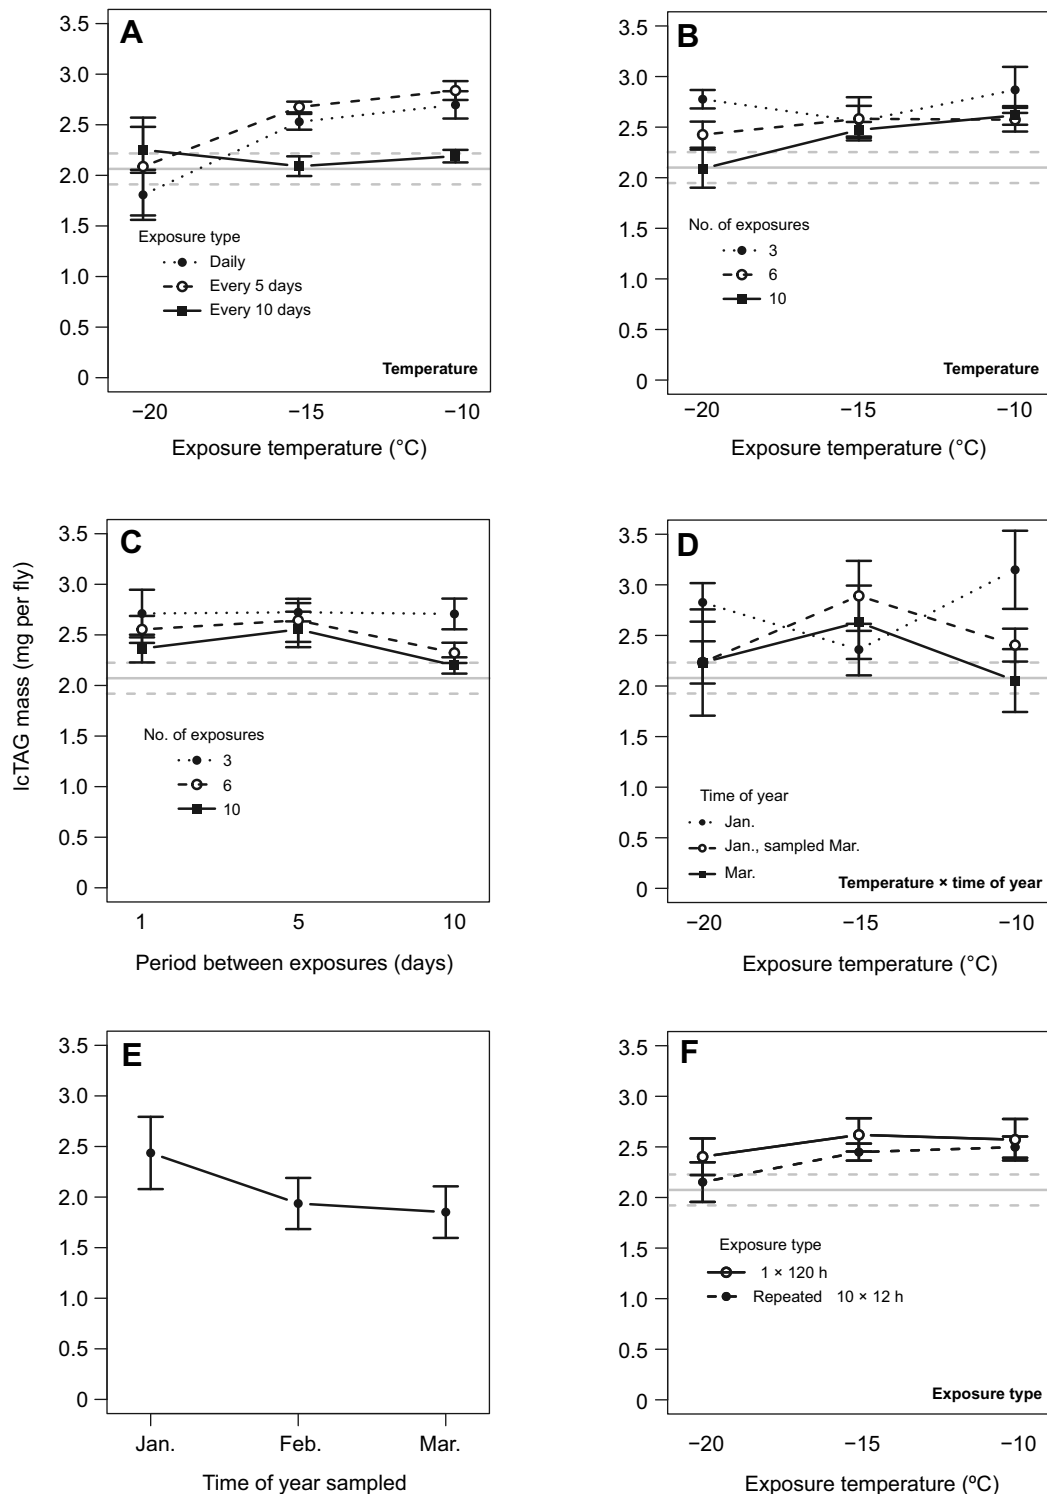 A
3.5
3.0
2.5
2.0
1.5
1.0
0.5
0
Exposure type
Daily
Every 5 days
Every 10 days
Temperature
−20
−15
−10
Exposure temperature (°C)
B
3.5
3.0
2.5
2.0
1.5
1.0
0.5
0
No. of exposures
3
6
10
Temperature
−20
−15
−10
Exposure temperature (°C)
lcTAG mass (mg per fly)
C
3.5
3.0
2.5
2.0
1.5
1.0
0.5
0
No. of exposures
3
6
10
1
5
10
Period between exposures (days)
D
3.5
3.0
2.5
2.0
1.5
1.0
0.5
0
Time of year
Jan.
Jan., sampled Mar.
Mar.
Temperature × time of year
−20
−15
−10
Exposure temperature (°C)
E
3.5
3.0
2.5
2.0
1.5
1.0
0.5
0
Jan.
Feb.
Mar.
Time of year sampled
F
3.5
3.0
2.5
2.0
1.5
1.0
0.5
0
Exposure type
1 × 120 h
Repeated 10 × 12 h
Exposure type
−20
−15
−10
Exposure temperature (ºC)